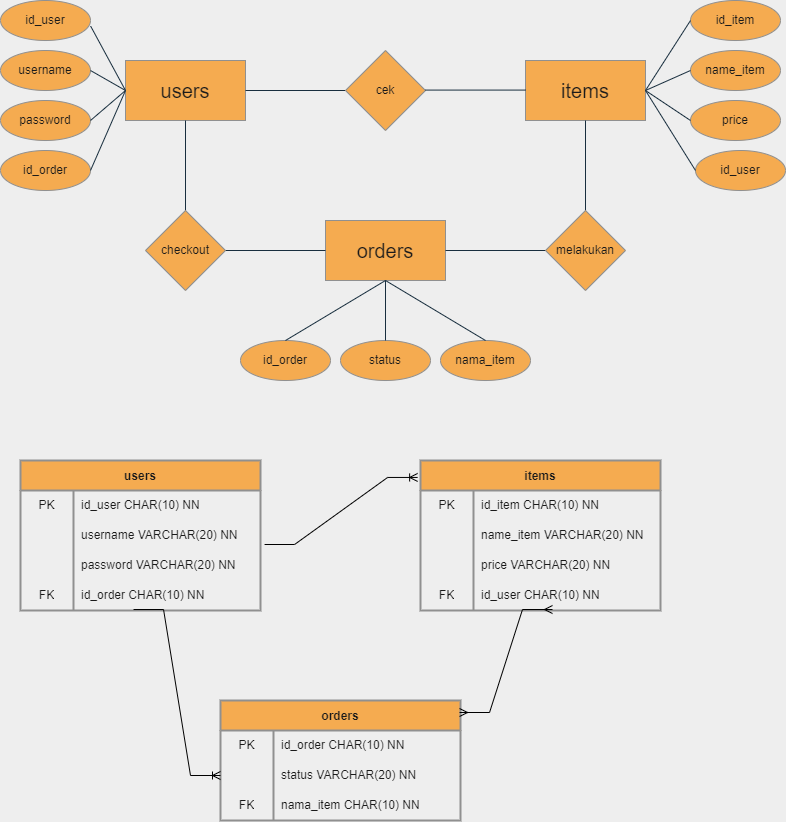 id_user
id_item
username
users
cek
items
name_item
password
price
id_order
id_user
checkout
orders
melakukan
id_order
status
nama_item
users
items
PK id_user CHAR(10) NN
username VARCHAR(20) NN
password VARCHAR(20) NN
FK id_order CHAR(10) NN
PK id_item CHAR(10) NN
name_item VARCHAR(20) NN
price VARCHAR(20) NN
FK id_user CHAR(10) NN
orders
PK id_order CHAR(10) NN
status VARCHAR(20) NN
FK nama_item CHAR(10) NN